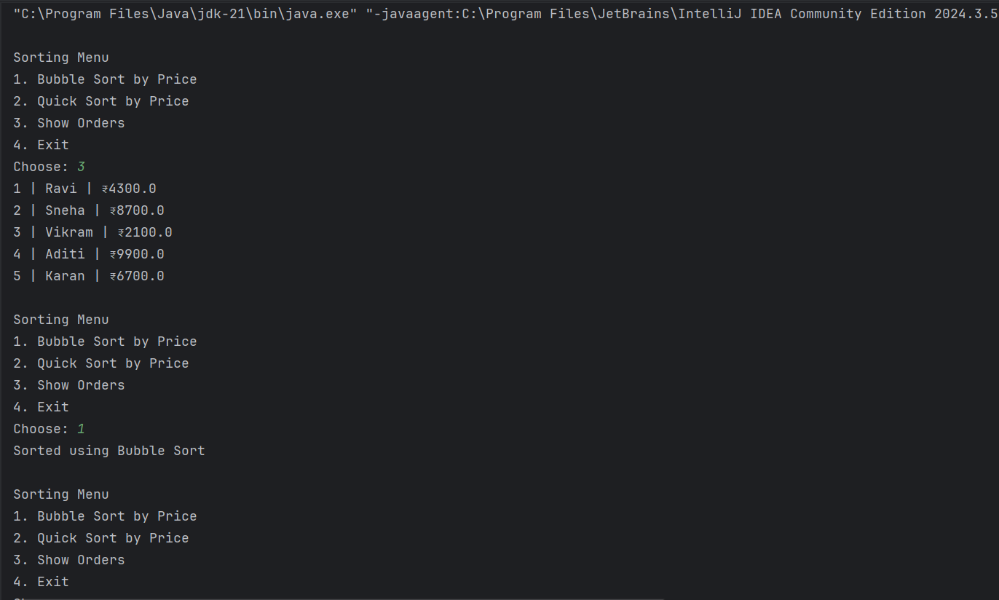 "C:\Program Files\Java\jdk-21\bin\java.exe" "-javaagent:C:\Program Files\JetBrains\IntelliJ IDEA Community Edition 2024.3.5
Sorting Menu
1. Bubble Sort by Price
2. Quick Sort by Price
3. Show Orders
4. Exit
Choose: 3
1 | Ravi | ₹4300.0
2 | Sneha | ₹8700.0
3 | Vikram | ₹2100.0
4 | Aditi | ₹9900.0
5 | Karan | ₹6700.0
Sorting Menu
1. Bubble Sort by Price
2. Quick Sort by Price
3. Show Orders
4. Exit
Choose: 1
Sorted using Bubble Sort
Sorting Menu
1. Bubble Sort by Price
2. Quick Sort by Price
3. Show Orders
4. Exit